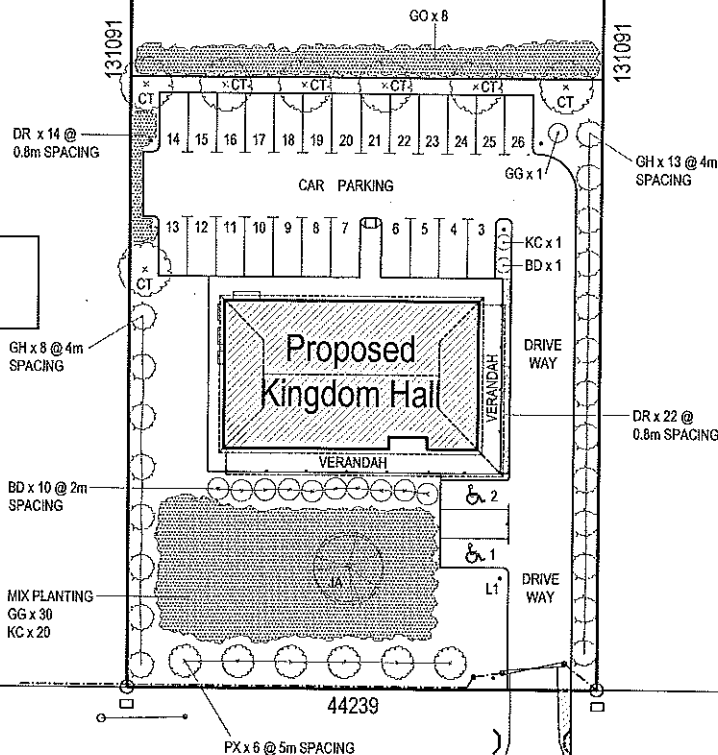 GO x 8
131091
131091
CT
CT
CT
CT
CT
CT
DR x 14 @
0.8m SPACING
14 15 16 17 18 19 20 21 22 23 24 25 26
GG x 1
GH x 13 @ 4m
SPACING
CAR PARKING
13 12 11 10 9 8 7 6 5 4 3
KC x 1
BD x 1
CT
GH x 8 @ 4m
SPACING
Proposed
Kingdom Hall
VERANDAH
DRIVE
WAY
DR x 22 @
0.8m SPACING
VERANDAH
BD x 10 @ 2m
SPACING
2
1
JA
L1
DRIVE
WAY
MIX PLANTING
GG x 30
KC x 20
44239
PX x 6 @ 5m SPACING